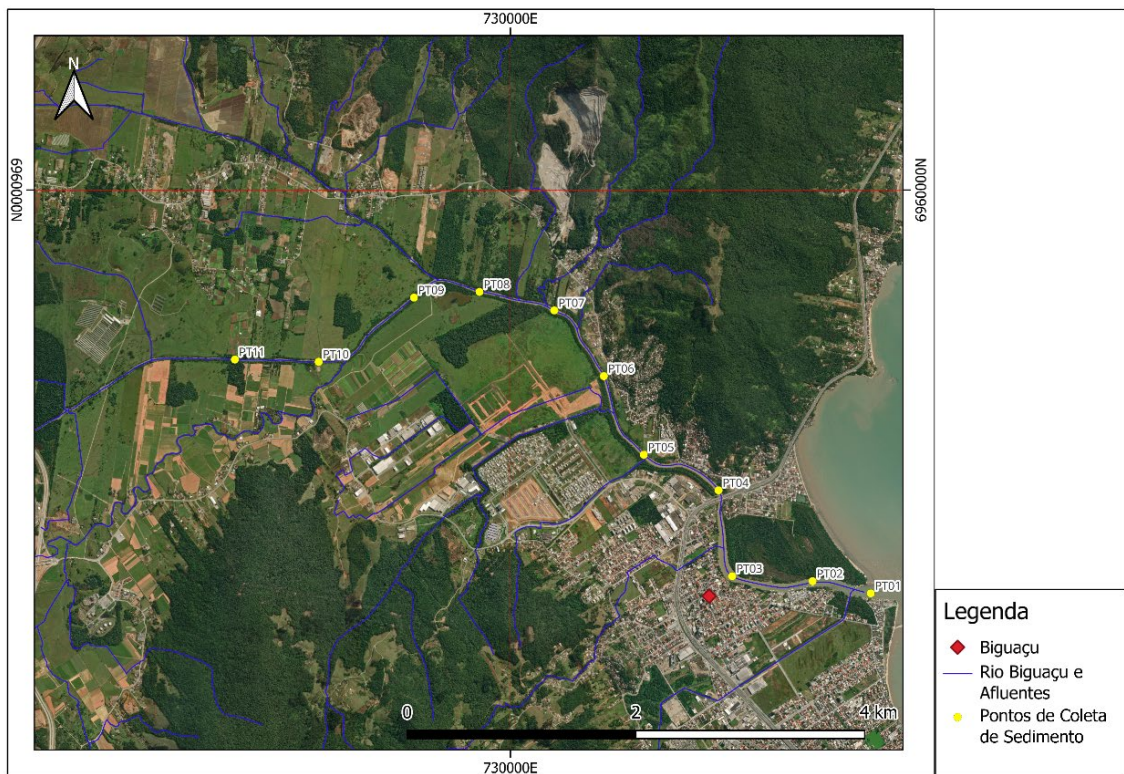 730000E
N
6960000N
6960000N
PT08
PT09
PT07
PT11
PT10
PT06
PT05
PT04
PT03
PT02
PT01
0
2
4 km
730000E
Legenda
Biguaçu
Rio Biguaçu e
Afluentes
Pontos de Coleta
de Sedimento